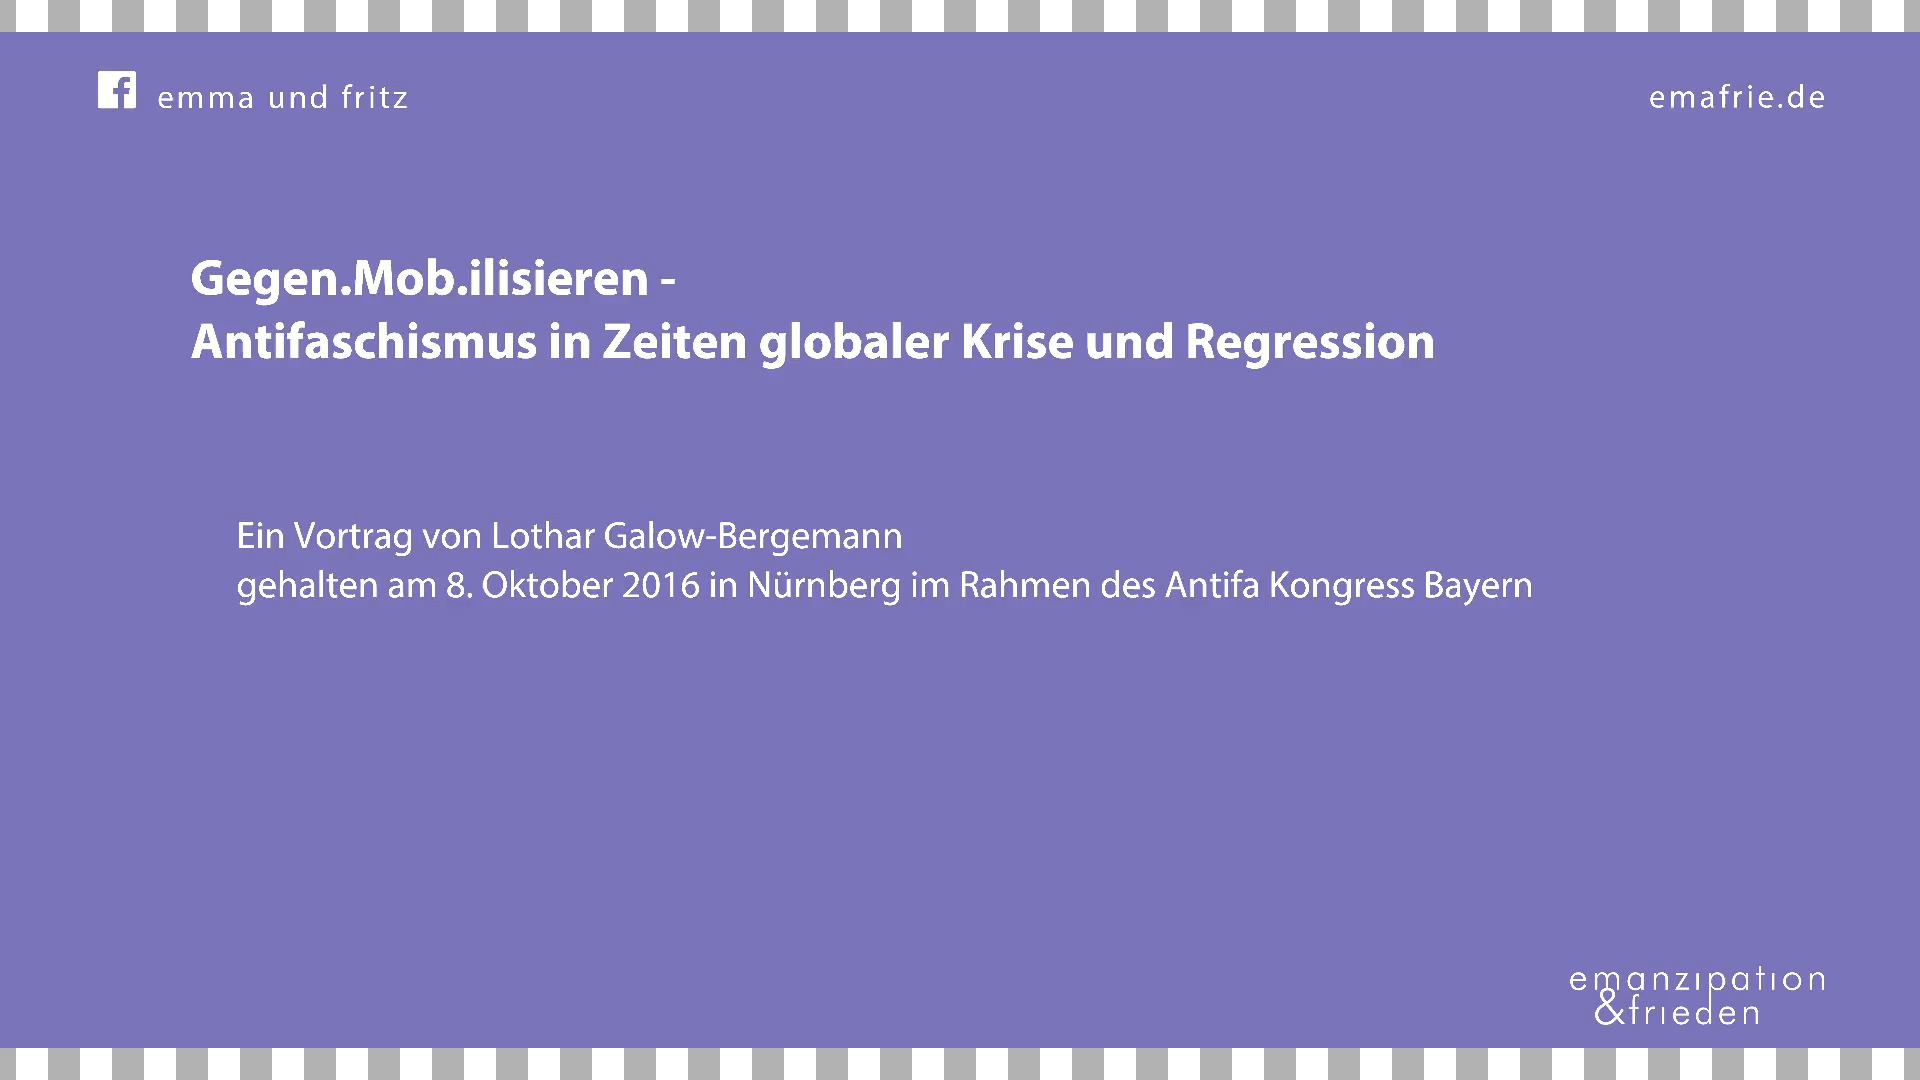 emma und fritz
emafrie.de
Gegen.Mob.ilisieren -
Antifaschismus in Zeiten globaler Krise und Regression
Ein Vortrag von Lothar Galow-Bergemann
gehalten am 8. Oktober 2016 in Nürnberg im Rahmen des Antifa Kongress Bayern
emanzipation
&frieden